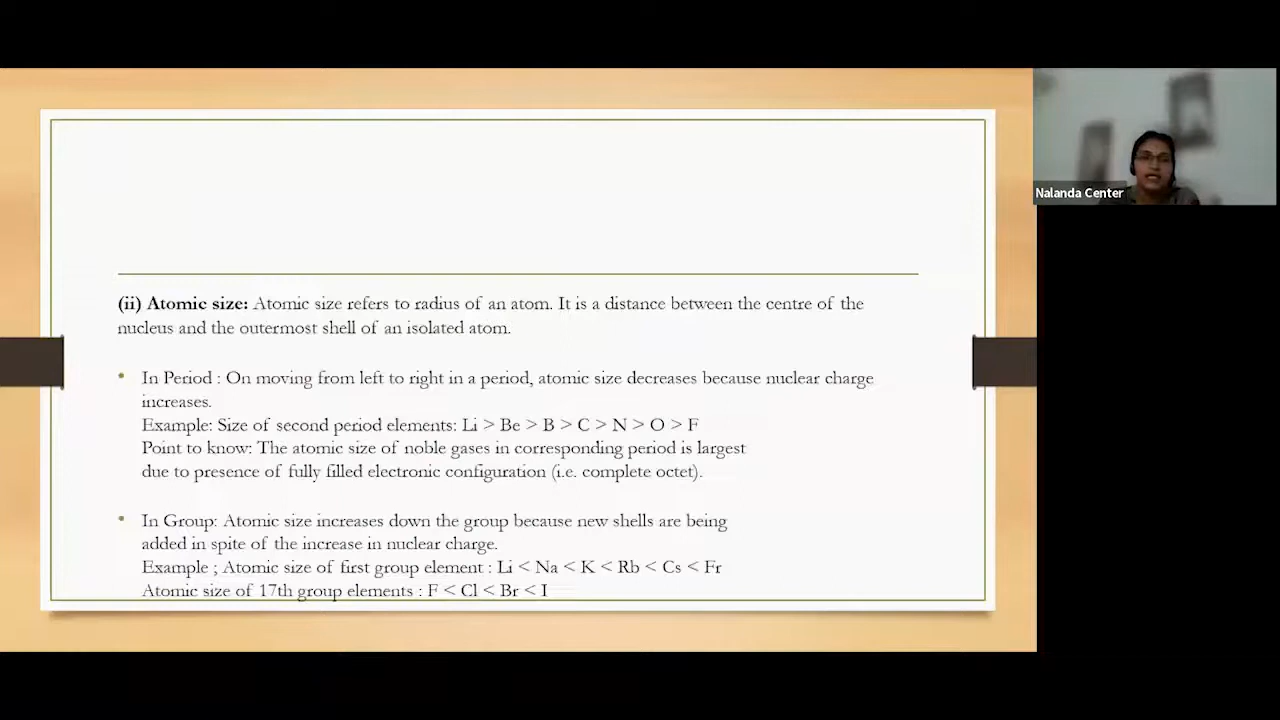 Nalanda Center
(ii) Atomic size: Atomic size refers to radius of an atom. It is a distance between the centre of the
nucleus and the outermost shell of an isolated atom.
• In Period : On moving from left to right in a period, atomic size decreases because nuclear charge
increases.
Example: Size of second period elements: Li > Be > B > C > N > O > F
Point to know: The atomic size of noble gases in corresponding period is largest
due to presence of fully filled electronic configuration (i.e. complete octet).
• In Group: Atomic size increases down the group because new shells are being
added in spite of the increase in nuclear charge.
Example ; Atomic size of first group element : Li < Na < K < Rb < Cs < Fr
Atomic size of 17th group elements : F < Cl < Br < I